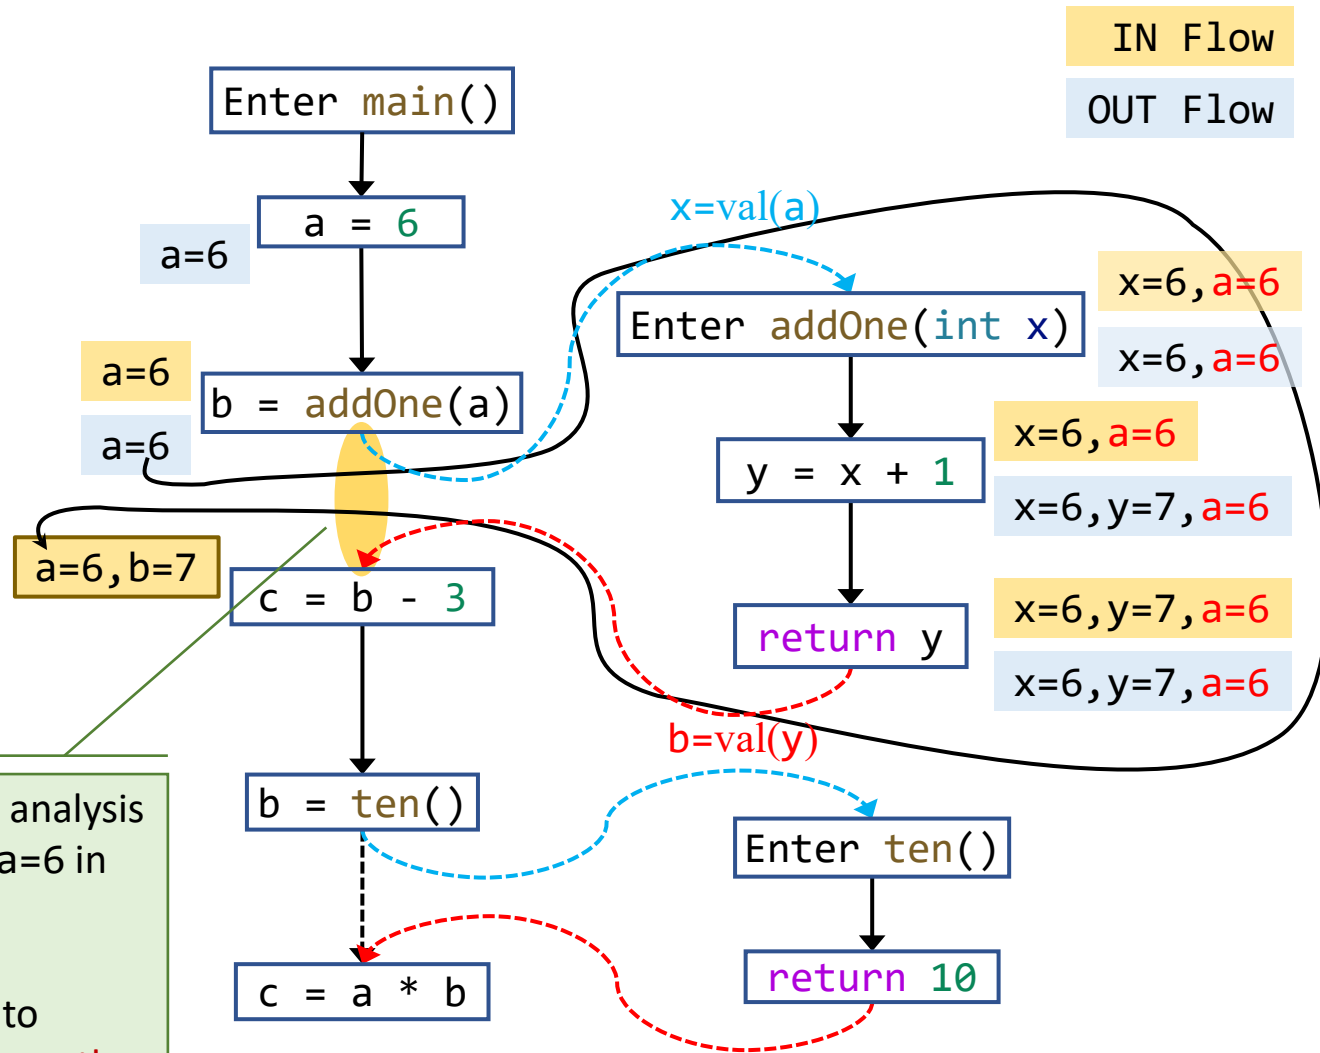 IN Flow
OUT Flow
Enter main()
a = 6
a=6
x=val(a)
a=6
b = addOne(a)
a=6
Enter addOne(int x)
x=6,a=6
x=6,a=6
y = x + 1
x=6,a=6
x=6,y=7,a=6
a=6,b=7
c = b - 3
return y
x=6,y=7,a=6
x=6,y=7,a=6
b=val(y)
b = ten()
Enter ten()
c = a * b
return 10
analysis
a=6 in
to